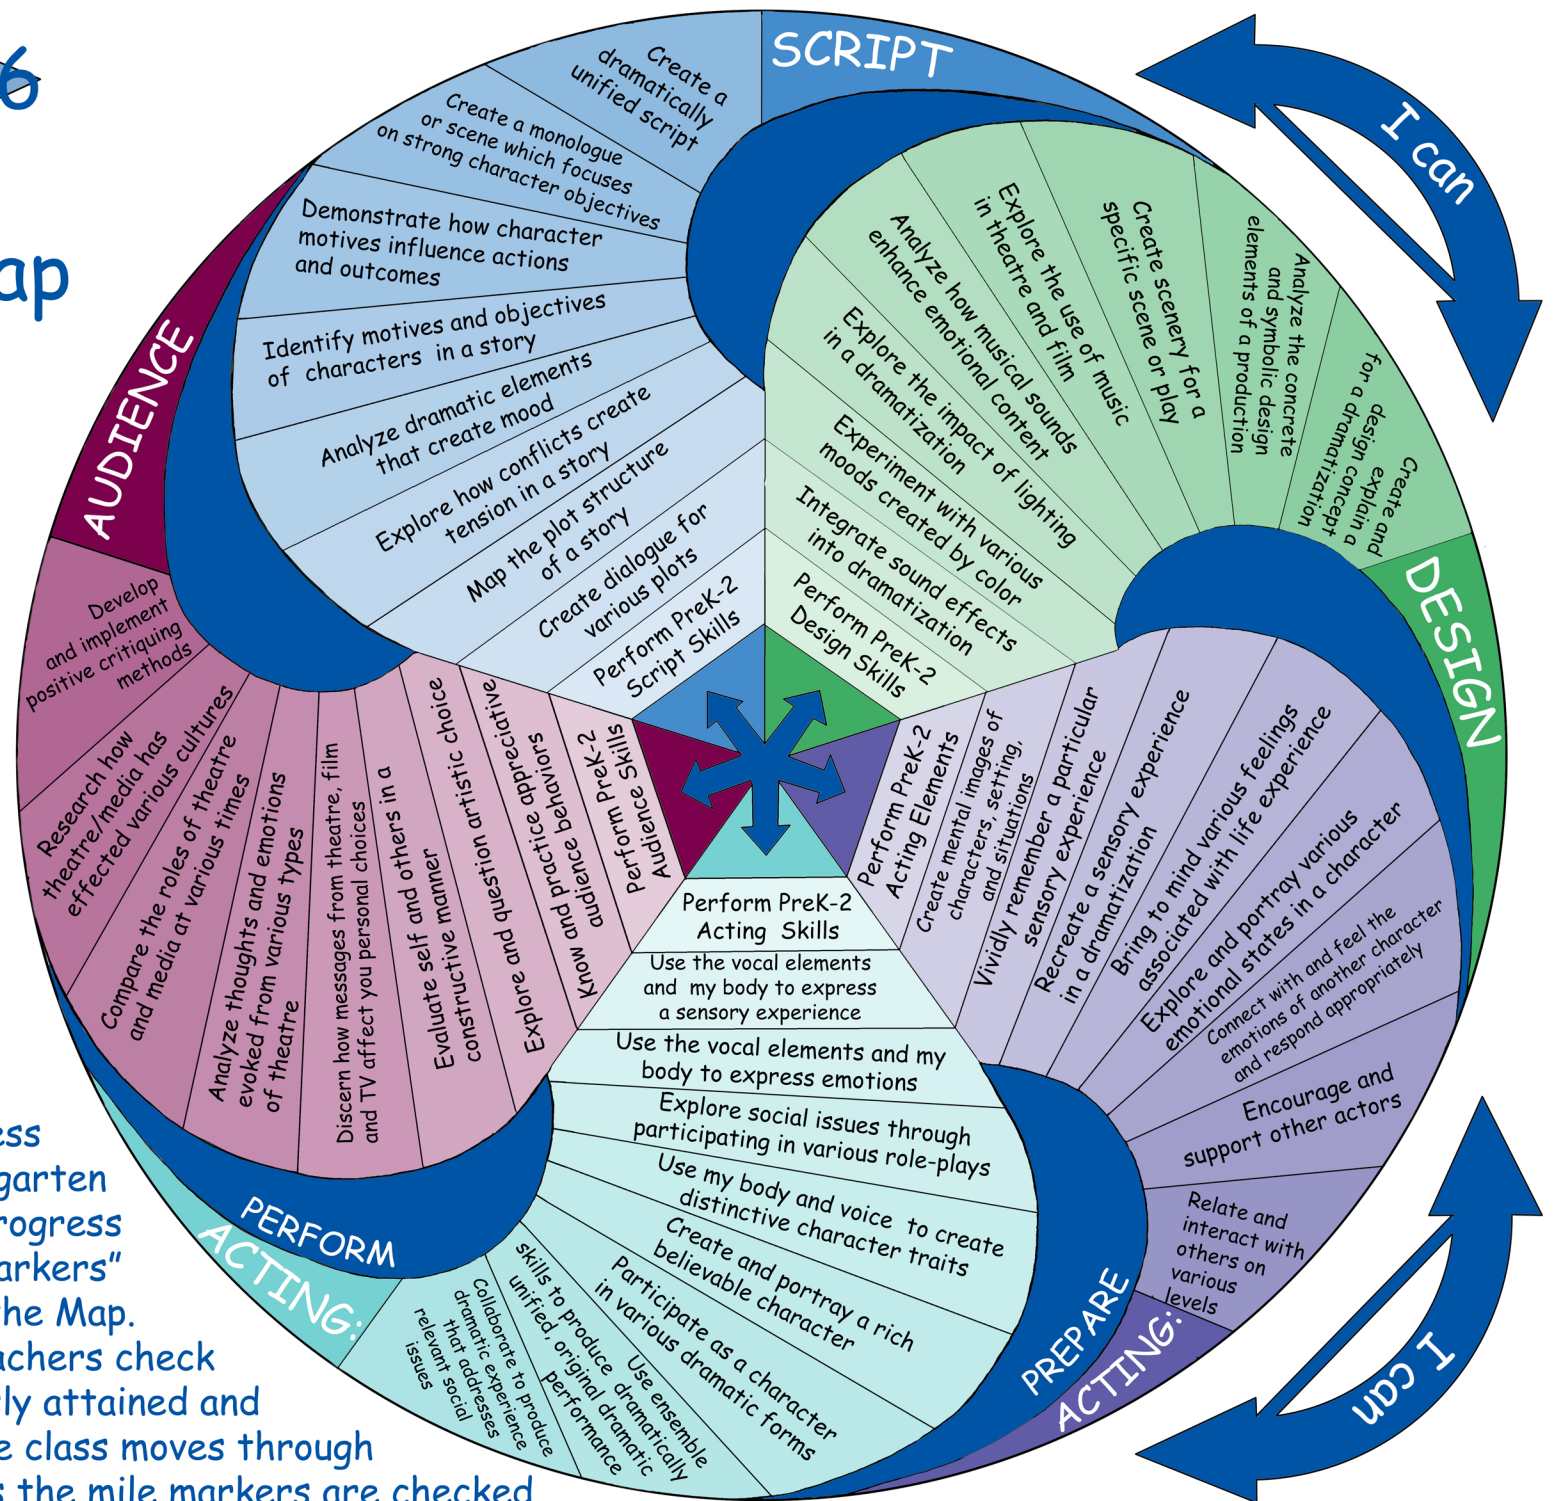 6
ap
SCRIPT
Create a
dramatically
unified script
Create a monologue
or scene which focuses
on strong character objectives
Demonstrate how character
motives influence actions
and outcomes
Identify motives and objectives
of characters in a story
Analyze dramatic elements
that create mood
Explore how conflicts create
tension in a story
Map the plot structure
of a story
Create dialogue for
various plots
Perform PreK-2
Script Skills
I can
DESIGN
Perform PreK-2
Design Skills
Integrate sound effects
into dramatization
Experiment with various
moods created by color
Explore the impact of lighting
in a dramatization
Analyze how musical sounds
enhance emotional content
Explore the use of music
in theatre and film
Create scenery for a
specific scene or play
Analyze the concrete
and symbolic design
elements of a production
Create and
explain a
design concept
for a dramatization
AUDIENCE
Develop
and implement
positive critiquing
methods
Research how
theatre/media has
effected various cultures
Compare the roles of theatre
and media at various times
Analyze thoughts and emotions
evoked from various types
of theatre
Discern how messages from theatre, film
and TV affect you personal choices
Evaluate self and others in a
constructive manner
Explore and question artistic choice
Know and practice appreciative
audience behaviors
Perform PreK-2
Audience Skills
Perform PreK-2
Acting Elements
Create mental images of
characters, setting,
and situations
Vividly remember a particular
sensory experience
Recreate a sensory experience
in a dramatization
Bring to mind various feelings
associated with life experience
Explore and portray various
emotional states in a character
Connect with and feel the
emotions of another character
and respond appropriately
Encourage and
support other actors
Relate and
interact with
others on
various
levels
PREPARE
ACTING:
I can
Perform PreK-2
Acting Skills
Use the vocal elements
and my body to express
a sensory experience
Use the vocal elements and my
body to express emotions
Explore social issues through
participating in various role-plays
Use my body and voice to create
distinctive character traits
Create and portray a rich
believable character
Participate as a character
in various dramatic forms
Use ensemble
skills to produce dramatically
unified, original dramatic
performance
Collaborate to produce
dramatic experience
that addresses
relevant social
issues
PERFORM
ACTING:
ess
garten
rogress
arkers”
the Map.
achers check
tly attained and
e class moves through
s the mile markers are checked